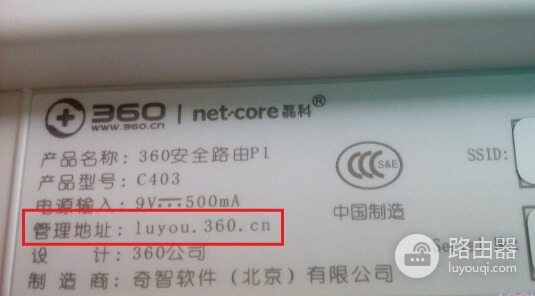 360 | net·core 磊科®
www.360.cn
产品名称: 360安全路由P1
产品型号: C403
电源输入: 9V⎓500mA
管理地址: luyou.360.cn
设 计: 360公司
制 造 商: 奇智软件（北京）有限公司
CCC S&E
中国制造
SSID:
路由器
luyouqi.com